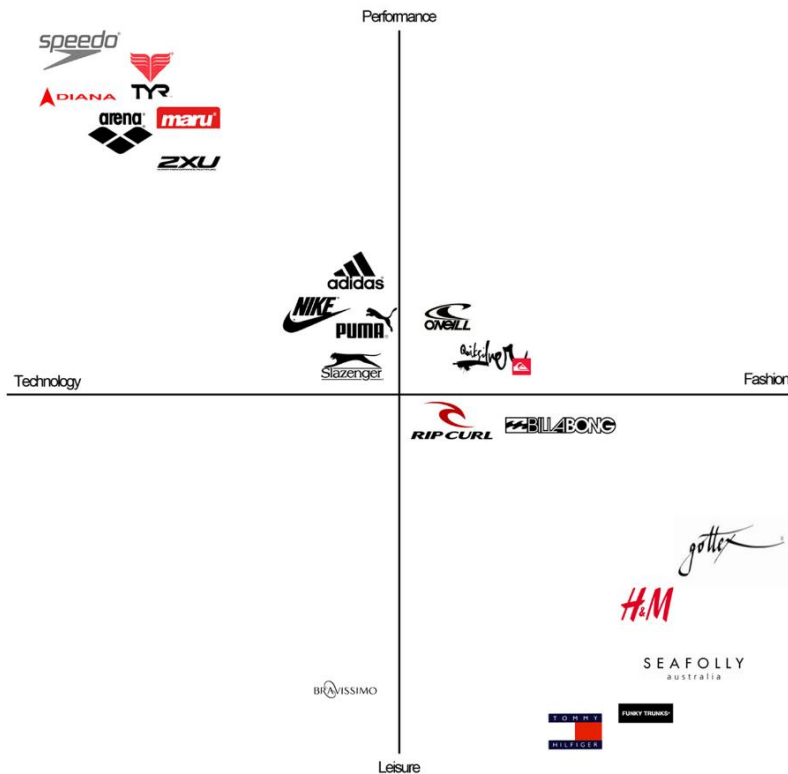 Performance
speedo®
TYR
DIANA
arena®
maru®
2XU
adidas
NIKE
PUMA®
O'NEILL
Quiksilver
Slazenger
Technology
Fashion
RIP CURL
BILLABONG
gottex
H&M
SEAFOLLY
australia
BRAVISSIMO
TOMMY
HILFIGER
FUNKY TRUNKS®
Leisure